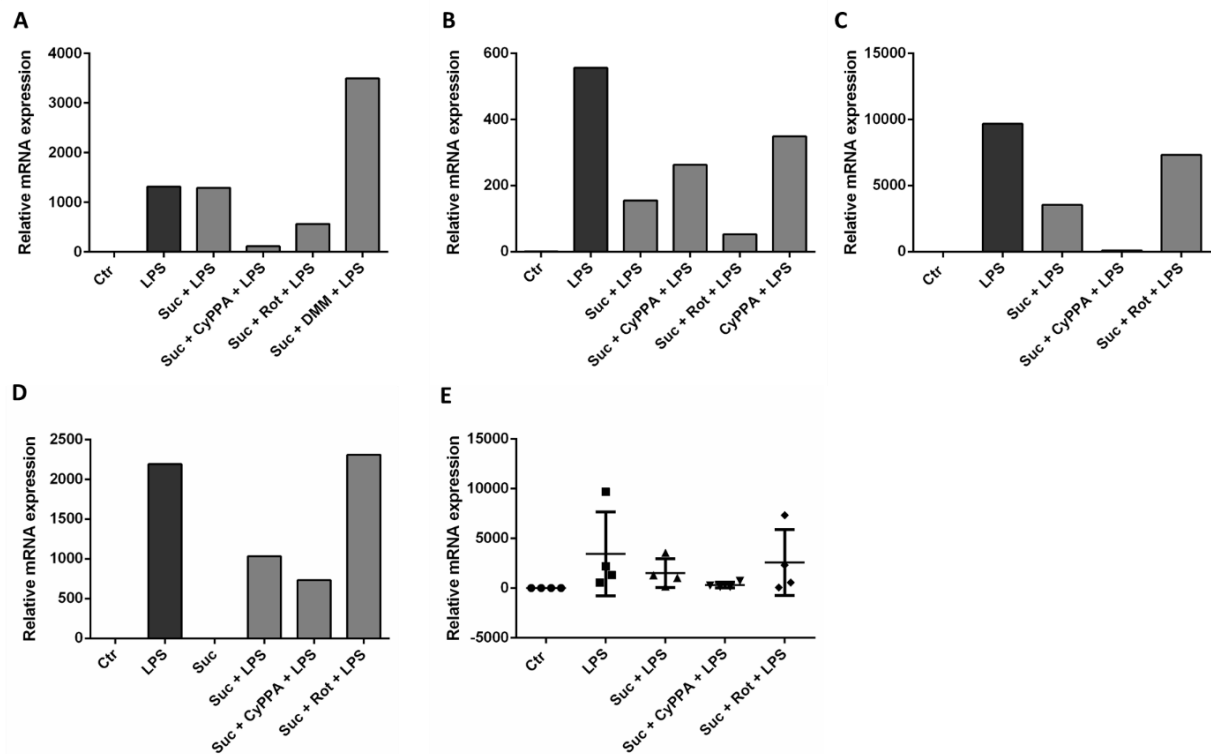 A
Relative mRNA expression
4000
3000
2000
1000
0
Ctr
LPS
Suc + LPS
Suc + CyPPA + LPS
Suc + Rot + LPS
Suc + DMM + LPS
B
Relative mRNA expression
600
400
200
0
Ctr
LPS
Suc + LPS
Suc + CyPPA + LPS
Suc + Rot + LPS
CyPPA + LPS
C
Relative mRNA expression
15000
10000
5000
0
Ctr
LPS
Suc + LPS
Suc + CyPPA + LPS
Suc + Rot + LPS
D
Relative mRNA expression
2500
2000
1500
1000
500
0
Ctr
LPS
Suc
Suc + LPS
Suc + CyPPA + LPS
Suc + Rot + LPS
E
Relative mRNA expression
15000
10000
5000
0
-5000
Ctr
LPS
Suc + LPS
Suc + CyPPA + LPS
Suc + Rot + LPS